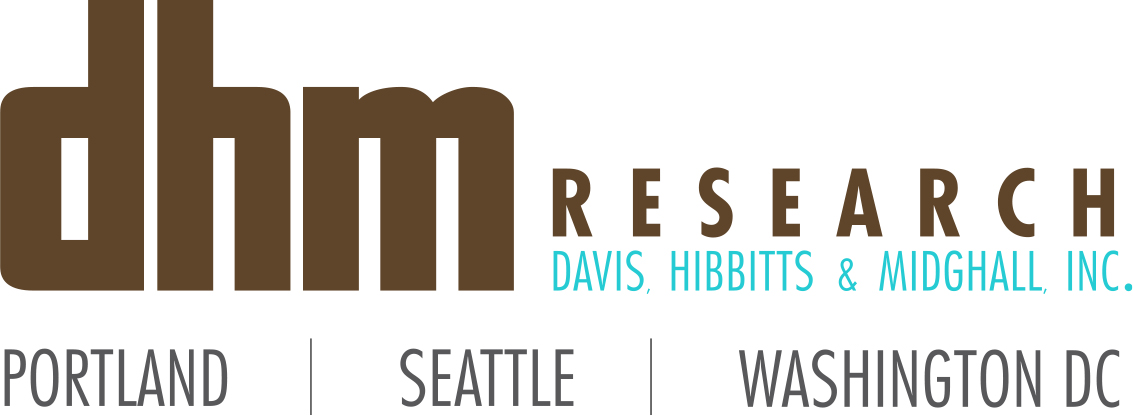 dhm RESEARCH
DAVIS, HIBBITTS & MIDGHALL, INC.
PORTLAND | SEATTLE | WASHINGTON DC